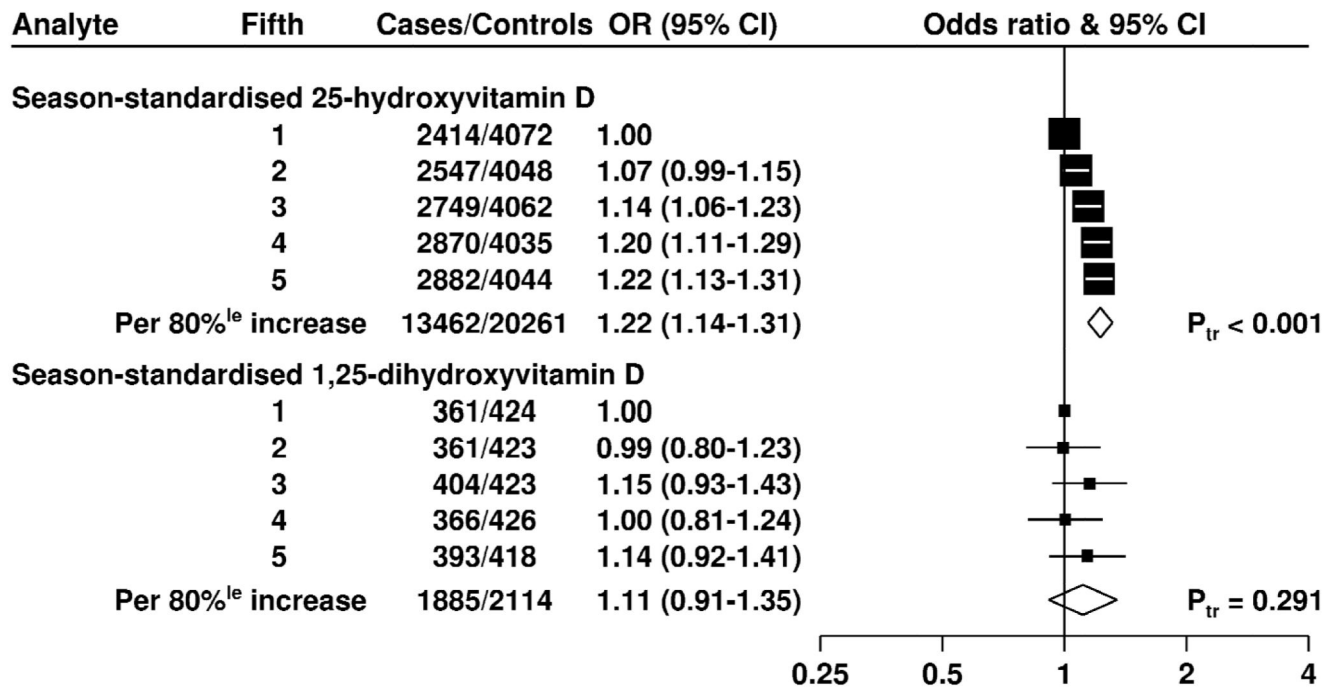 Analyte Fifth Cases/Controls OR (95% CI) Odds ratio & 95% CI
Season-standardised 25-hydroxyvitamin D
1 2414/4072 1.00
2 2547/4048 1.07 (0.99-1.15)
3 2749/4062 1.14 (1.06-1.23)
4 2870/4035 1.20 (1.11-1.29)
5 2882/4044 1.22 (1.13-1.31)
Per 80%le increase 13462/20261 1.22 (1.14-1.31) Ptr < 0.001
Season-standardised 1,25-dihydroxyvitamin D
1 361/424 1.00
2 361/423 0.99 (0.80-1.23)
3 404/423 1.15 (0.93-1.43)
4 366/426 1.00 (0.81-1.24)
5 393/418 1.14 (0.92-1.41)
Per 80%le increase 1885/2114 1.11 (0.91-1.35) Ptr = 0.291
0.25 0.5 1 2 4